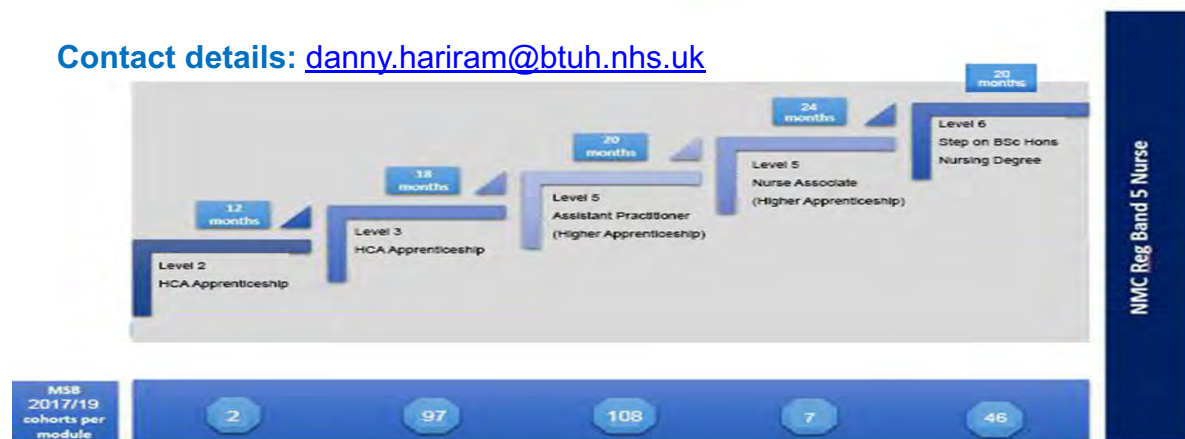 Contact details: danny.hariram@btuh.nhs.uk
12
months
Level 2
HCA Apprenticeship
18
months
Level 3
HCA Apprenticeship
20
months
Level 5
Assistant Practitioner
(Higher Apprenticeship)
24
months
Level 5
Nurse Associate
(Higher Apprenticeship)
20
months
Level 6
Step on BSc Hons
Nursing Degree
NMC Reg Band 5 Nurse
MSB
2017/19
cohorts per
module
2
97
108
7
46